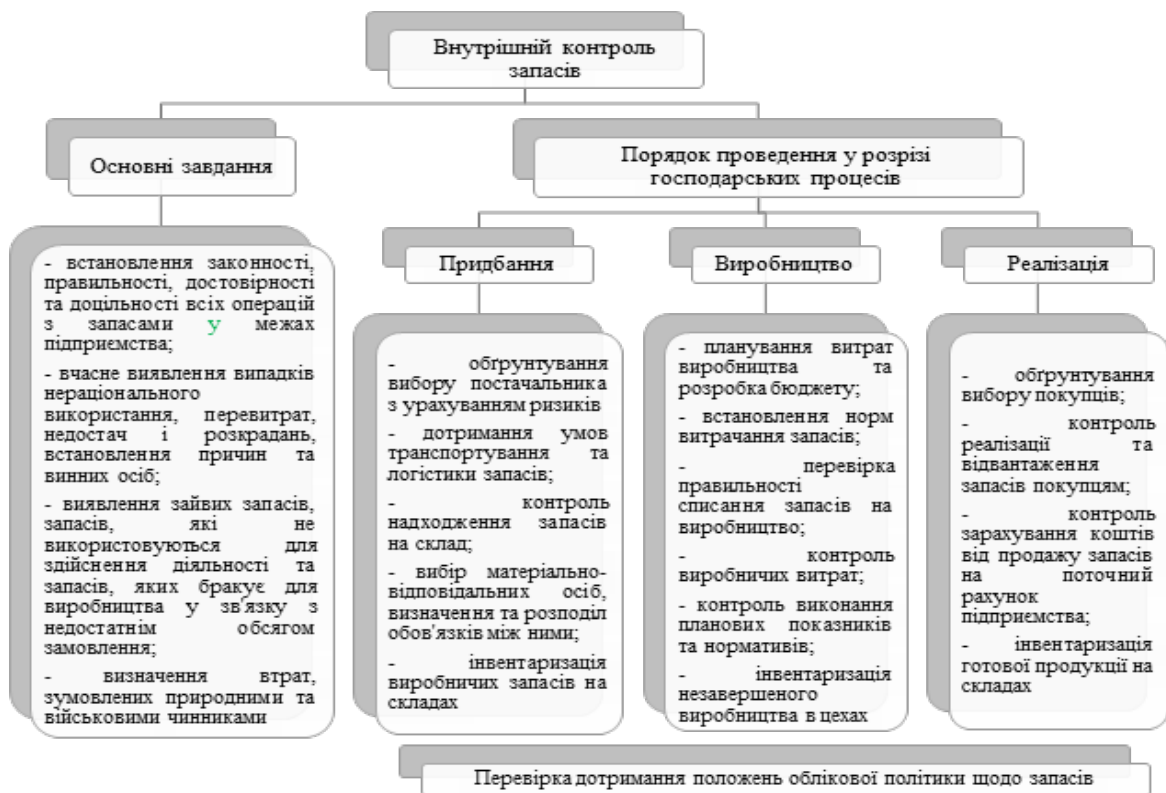 Внутрішній контроль
запасів
Основні завдання
Порядок проведення у розрізі
господарських процесів
- встановлення законності,
правильності, достовірності
та доцільності всіх операцій
з запасами у межах
підприємства;
- вчасне виявлення випадків
нераціонального
використання, перевитрат,
недостач і розкрадань,
встановлення причин та
винних осіб;
- виявлення зайвих запасів,
запасів, які не
використовуються для
здійснення діяльності та
запасів, яких бракує для
виробництва у зв'язку з
недостатнім обсягом
замовлення;
- визначення втрат,
зумовлених природними та
військовими чинниками
Придбання
- обґрунтування
вибору постачальника
з урахуванням ризиків
- дотримання умов
транспортування та
логістики запасів;
- контроль
надходження запасів
на склад;
- вибір матеріально-
відповідальних осіб,
визначення та розподіл
обов'язків між ними;
- інвентаризація
виробничих запасів на
складах
Виробництво
- планування витрат
виробництва та
розробка бюджету;
- встановлення норм
витрачання запасів;
- перевірка
правильності
списання запасів на
виробництво;
- контроль
виробничих витрат;
- контроль виконання
планових показників
та нормативів;
- інвентаризація
незавершеного
виробництва в цехах
Реалізація
- обґрунтування
вибору покупців;
- контроль
реалізації та
відвантаження
запасів покупцям;
- контроль
зарахування коштів
від продажу запасів
на поточний
рахунок
підприємства;
- інвентаризація
готової продукції на
складах
Перевірка дотримання положень облікової політики щодо запасів